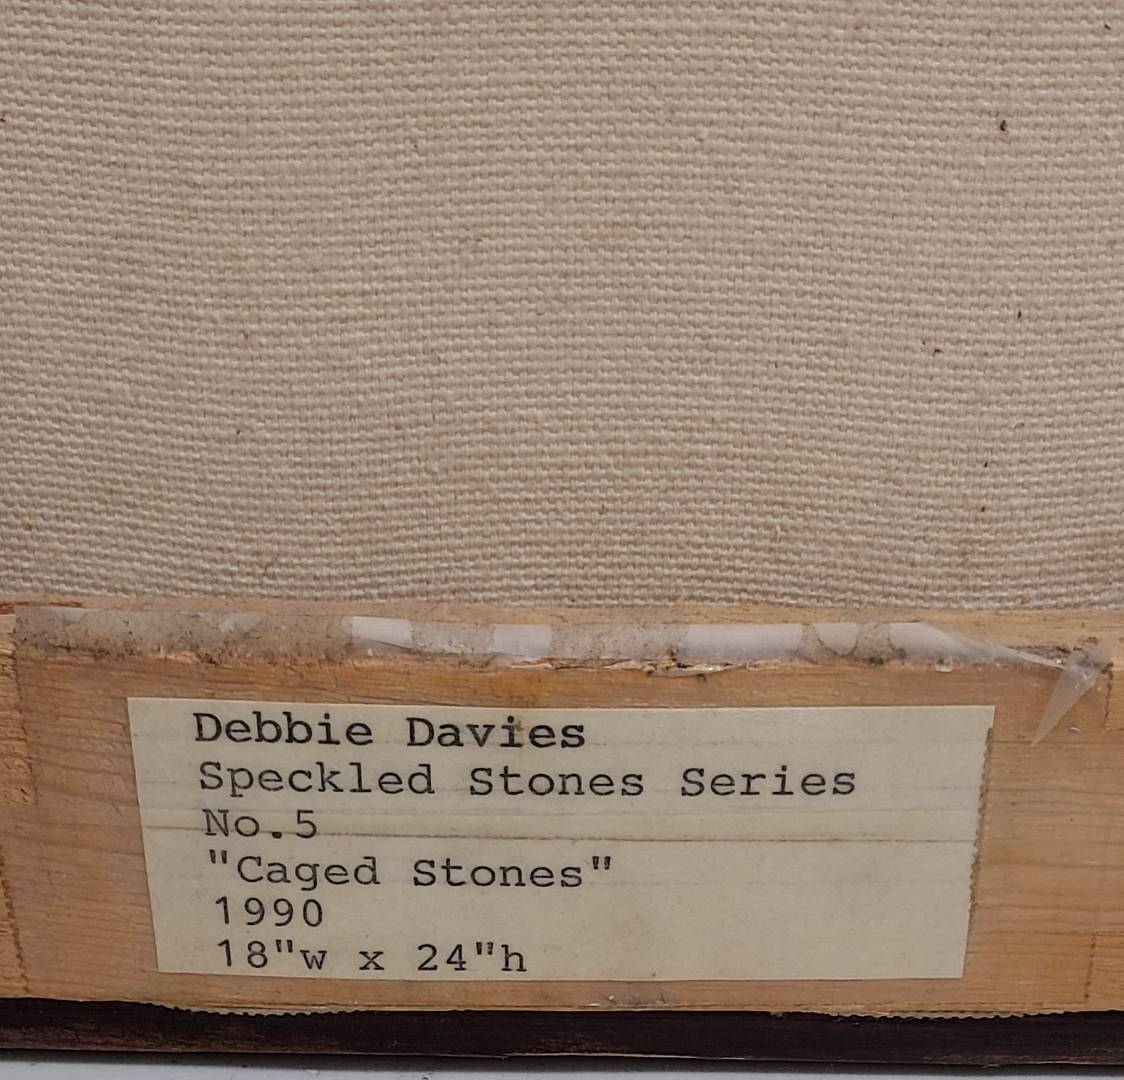 Debbie Davies
Speckled Stones Series
No.5
"Caged Stones"
1990
18"w x 24"h